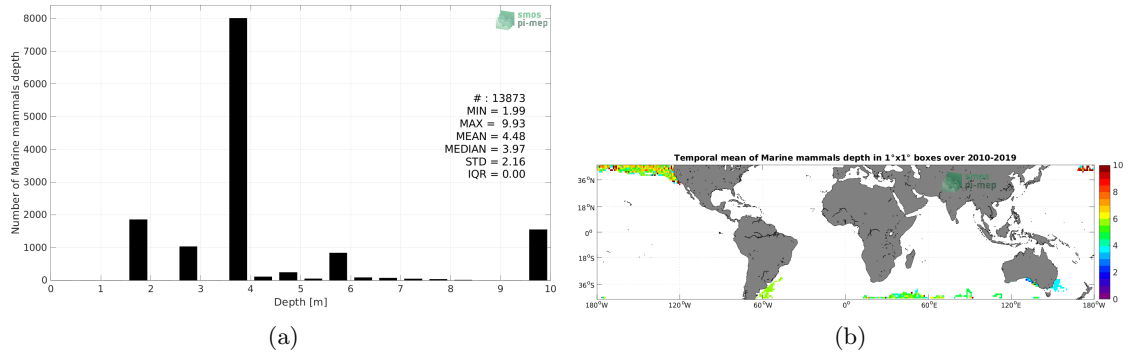 smos
pi-mep
Number of Marine mammals depth
8000
7000
6000
5000
4000
3000
2000
1000
0
# : 13873
MIN = 1.99
MAX = 9.93
MEAN = 4.48
MEDIAN = 3.97
STD = 2.16
IQR = 0.00
0 1 2 3 4 5 6 7 8 9 10
Depth [m]
(a)
Temporal mean of Marine mammals depth in 1°x1° boxes over 2010-2019
smos
pi-mep
36°N
18°N
0°
18°S
36°S
180°W 120°W 60°W 0° 60°E 120°E 180°E
10
8
6
4
2
0
(b)